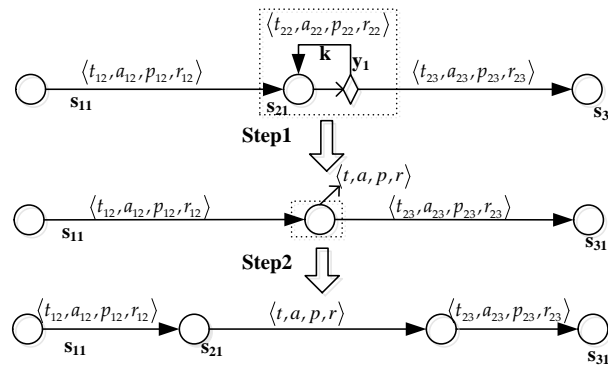 ⟨t₂₂, a₂₂, p₂₂, r₂₂⟩
⟨t₁₂, a₁₂, p₁₂, r₁₂⟩ k y₁ ⟨t₂₃, a₂₃, p₂₃, r₂₃⟩
s₁₁ s₂₁ s₃
Step1
⟨t, a, p, r⟩
⟨t₁₂, a₁₂, p₁₂, r₁₂⟩ ⟨t₂₃, a₂₃, p₂₃, r₂₃⟩
s₁₁ s₃₁
Step2
⟨t₁₂, a₁₂, p₁₂, r₁₂⟩ ⟨t, a, p, r⟩ ⟨t₂₃, a₂₃, p₂₃, r₂₃⟩
s₁₁ s₂₁ s₃₁